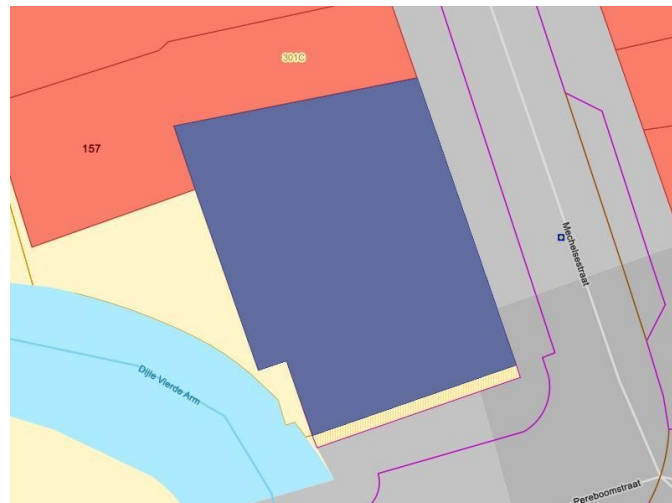 301C
157
Mechelsestraat
Dijle Vierde Arm
Pereboomstraat